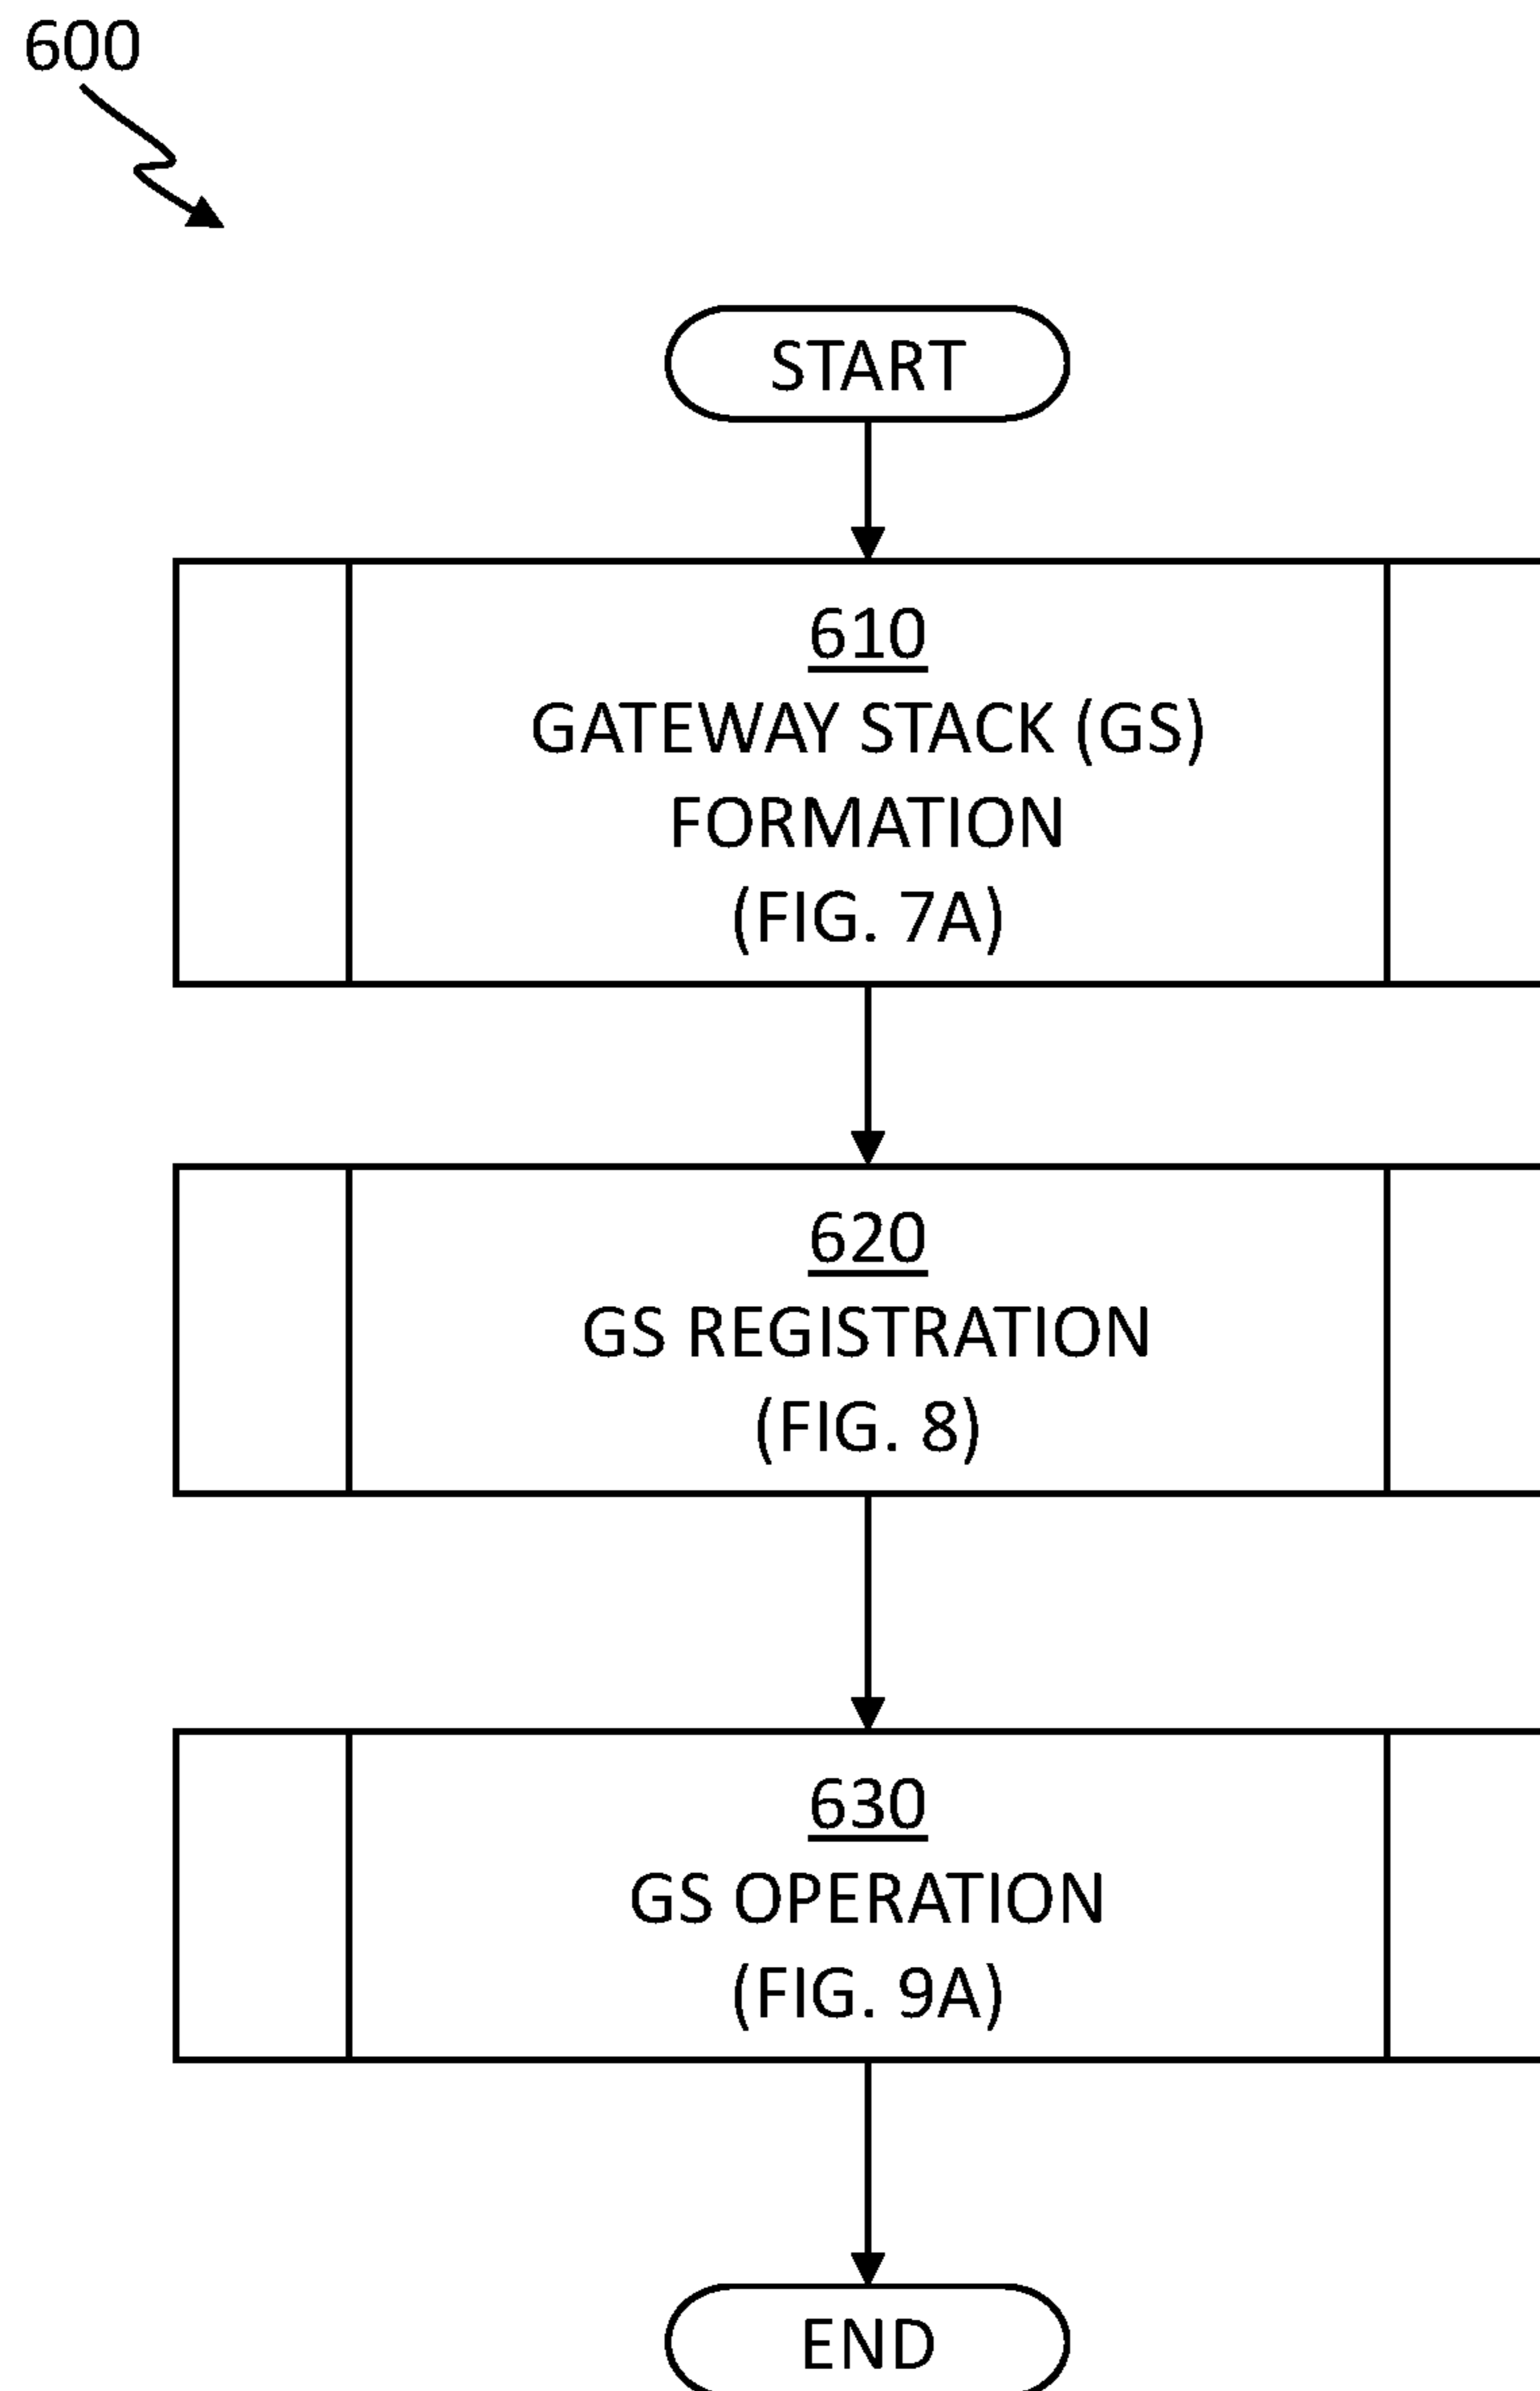 600
START
610
GATEWAY STACK (GS)
FORMATION
(FIG. 7A)
620
GS REGISTRATION
(FIG. 8)
630
GS OPERATION
(FIG. 9A)
END